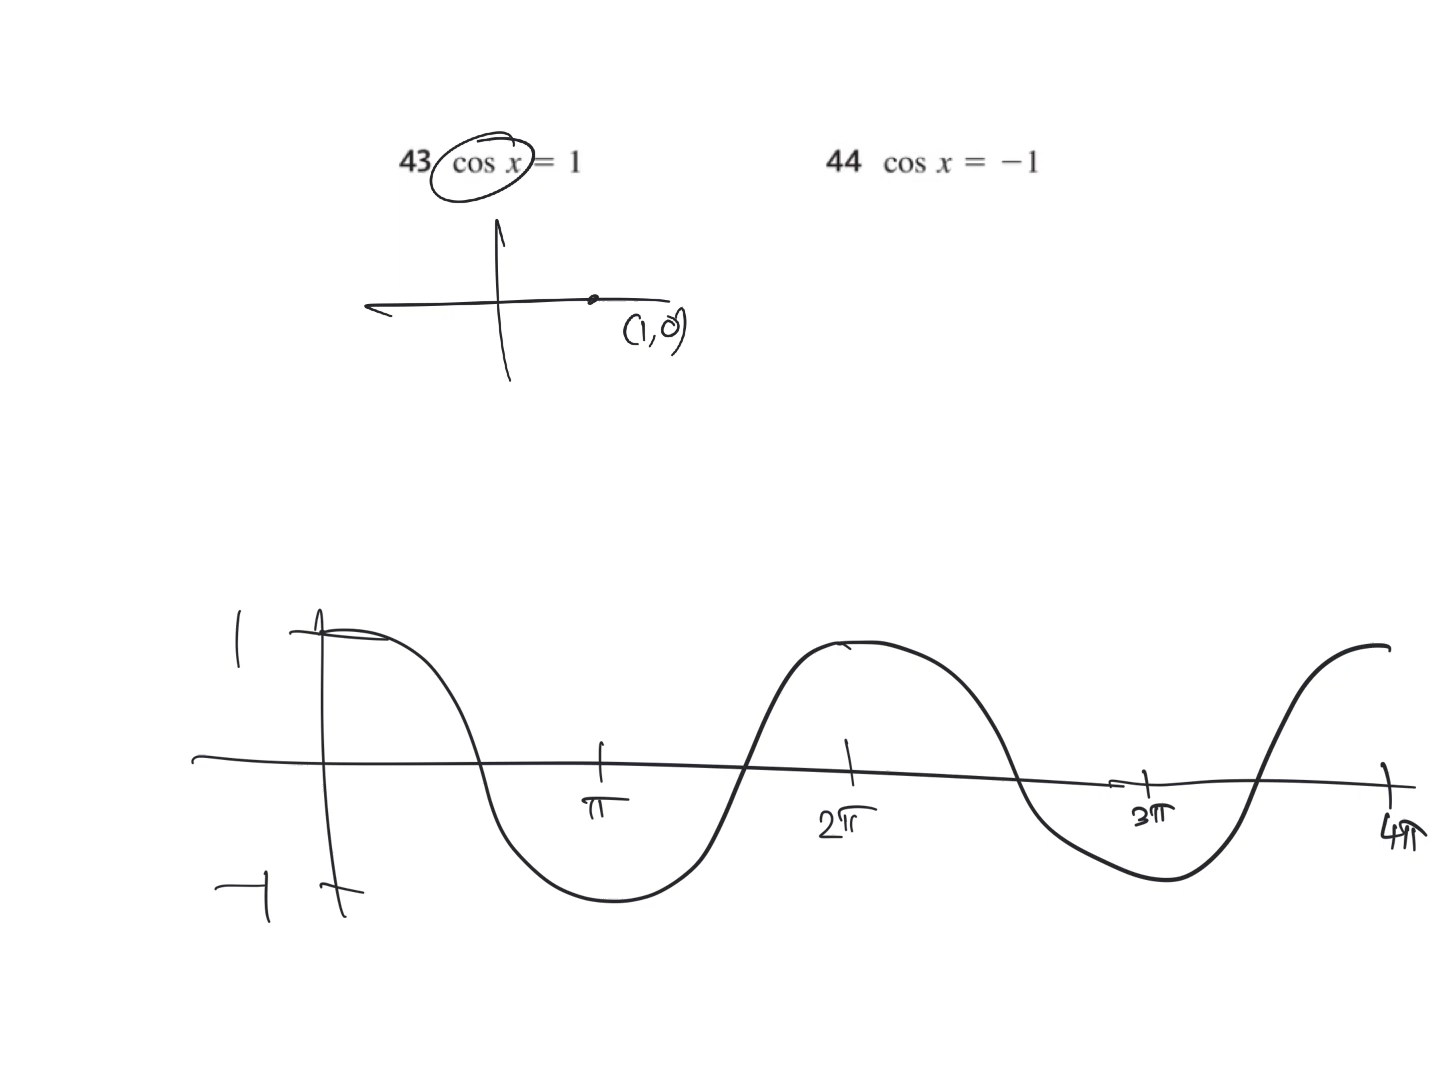 43 cos x = 1
44 cos x = −1
(1,0)
1
π
2π
3π
4π
-1